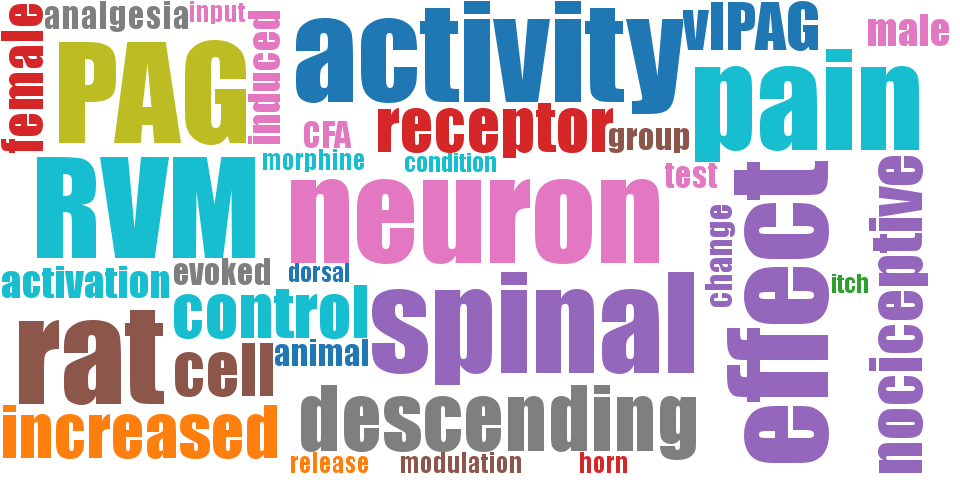 female
analgesia
input
PAG
induced
activity
vlPAG
male
pain
CFA
receptor
group
morphine
condition
test
RVM
neuron
nociceptive
effect
change
activation
evoked
dorsal
itch
control
spinal
rat
cell
animal
increased
descending
release
modulation
horn